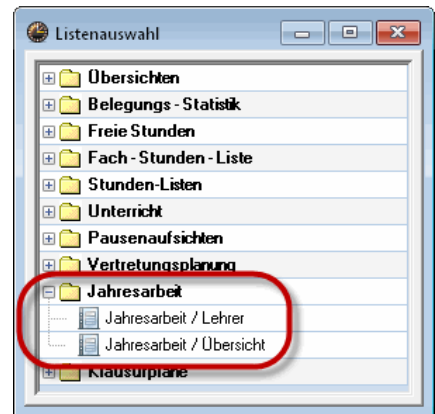 Listenauswahl
Übersichten
Belegungs - Statistik
Freie Stunden
Fach - Stunden - Liste
Stunden-Listen
Unterricht
Pausenaufsichten
Vertretungsplanung
Jahresarbeit
Jahresarbeit / Lehrer
Jahresarbeit / Übersicht
Klausurpläne